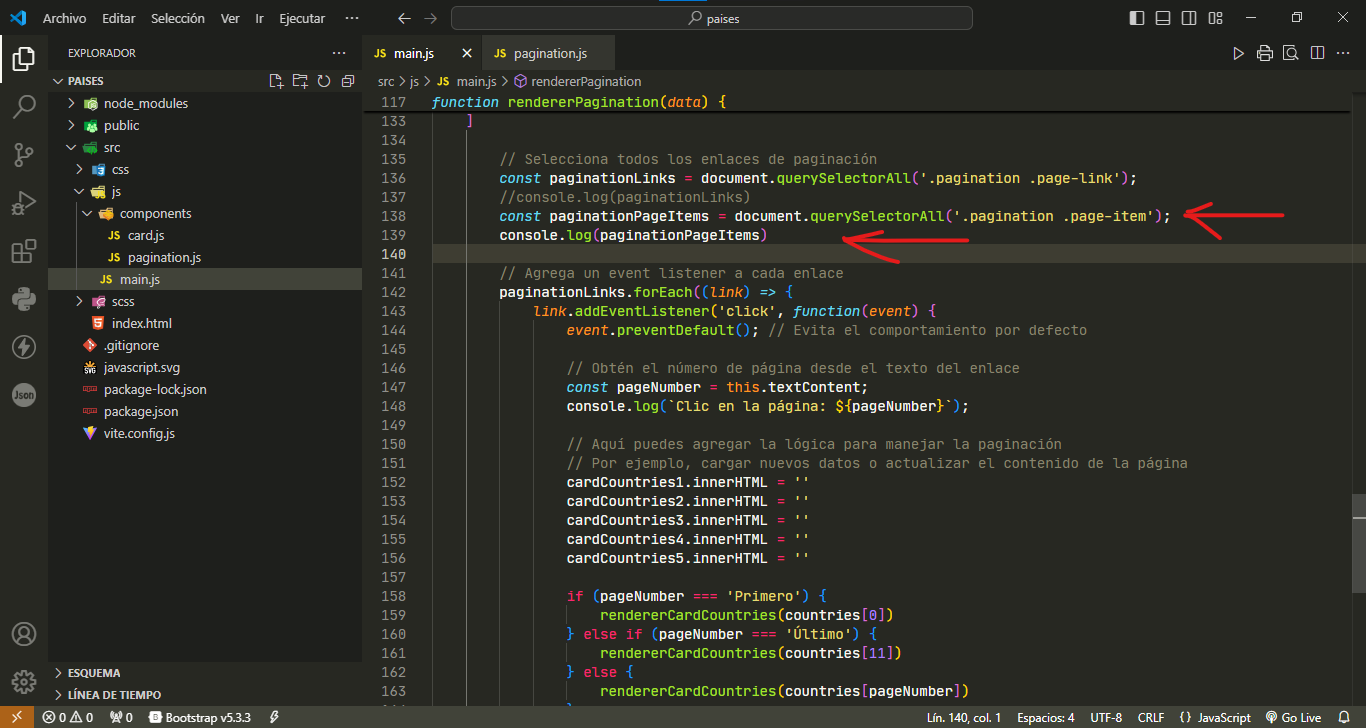 Archivo Editar Selección Ver Ir Ejecutar ··· paises
EXPLORADOR ···
PAISES
node_modules
public
src
css
js
components
card.js
pagination.js
main.js
scss
index.html
.gitignore
javascript.svg
package-lock.json
package.json
vite.config.js
ESQUEMA
LÍNEA DE TIEMPO
Json
JS main.js JS pagination.js
src > js > JS main.js > rendererPagination
117 function rendererPagination(data) {
133 ]
134
135 // Selecciona todos los enlaces de paginación
136 const paginationLinks = document.querySelectorAll('.pagination .page-link');
137 //console.log(paginationLinks)
138 const paginationPageItems = document.querySelectorAll('.pagination .page-item');
139 console.log(paginationPageItems)
140
141 // Agrega un event listener a cada enlace
142 paginationLinks.forEach((link) => {
143 link.addEventListener('click', function(event) {
144 event.preventDefault(); // Evita el comportamiento por defecto
145
146 // Obtén el número de página desde el texto del enlace
147 const pageNumber = this.textContent;
148 console.log(`Clic en la página: ${pageNumber}`);
149
150 // Aquí puedes agregar la lógica para manejar la paginación
151 // Por ejemplo, cargar nuevos datos o actualizar el contenido de la página
152 cardCountries1.innerHTML = ''
153 cardCountries2.innerHTML = ''
154 cardCountries3.innerHTML = ''
155 cardCountries4.innerHTML = ''
156 cardCountries5.innerHTML = ''
157
158 if (pageNumber === 'Primero') {
159 rendererCardCountries(countries[0])
160 } else if (pageNumber === 'Último') {
161 rendererCardCountries(countries[11])
162 } else {
163 rendererCardCountries(countries[pageNumber])
0 0 0 Bootstrap v5.3.3 Lín. 140, col. 1 Espacios: 4 UTF-8 CRLF {} JavaScript Go Live